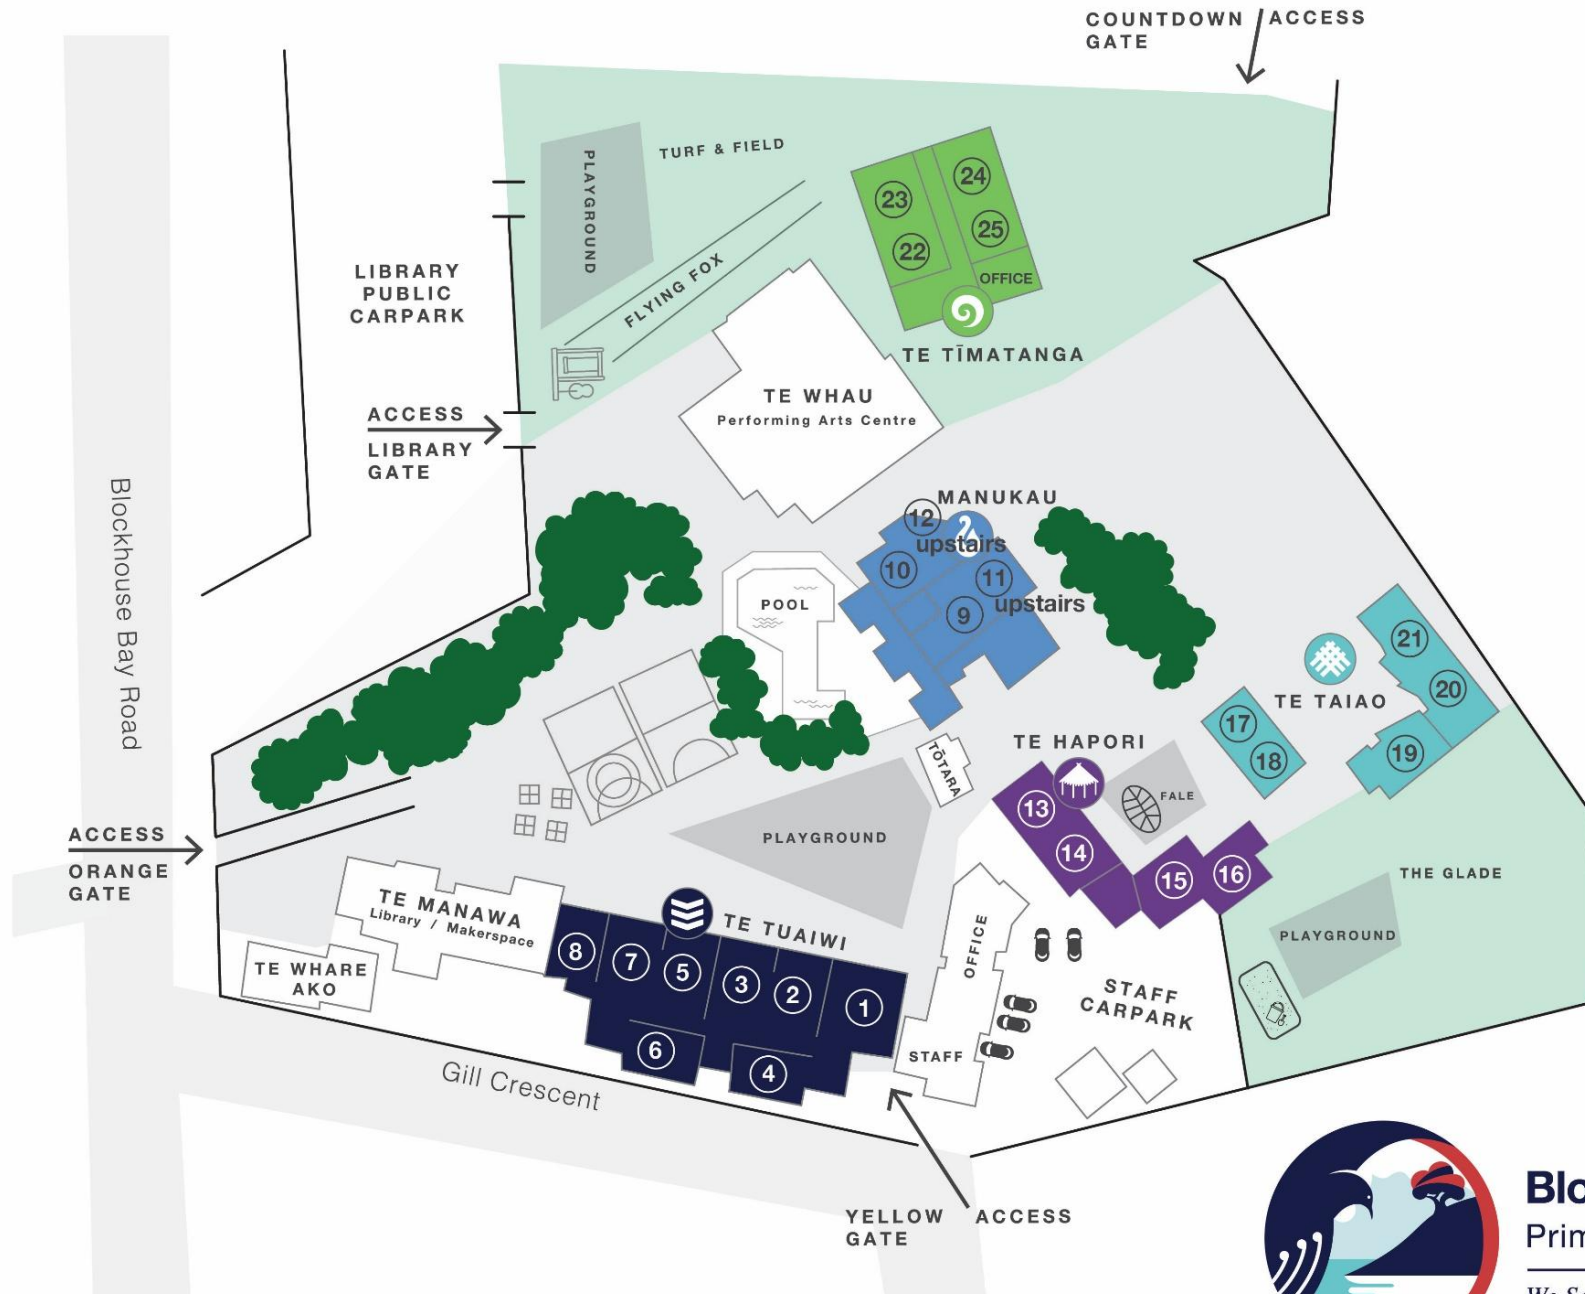 COUNTDOWN ACCESS
GATE
PLAYGROUND
TURF & FIELD
23
24
22
25
OFFICE
FLYING FOX
TE TĪMATANGA
LIBRARY
PUBLIC
CARPARK
TE WHAU
Performing Arts Centre
ACCESS
LIBRARY
GATE
Blockhouse Bay Road
MANUKAU
12
upstairs
10
11
upstairs
9
POOL
TE TAIAO
21
20
19
17
18
TE HAPORI
13
14
15
16
FALE
TŌTARA
PLAYGROUND
ACCESS
ORANGE
GATE
TE MANAWA
Library / Makerspace
TE WHARE
AKO
TE TUAIWI
8
7
5
3
2
1
6
4
OFFICE
STAFF
STAFF
CARPARK
THE GLADE
PLAYGROUND
Gill Crescent
YELLOW ACCESS
GATE